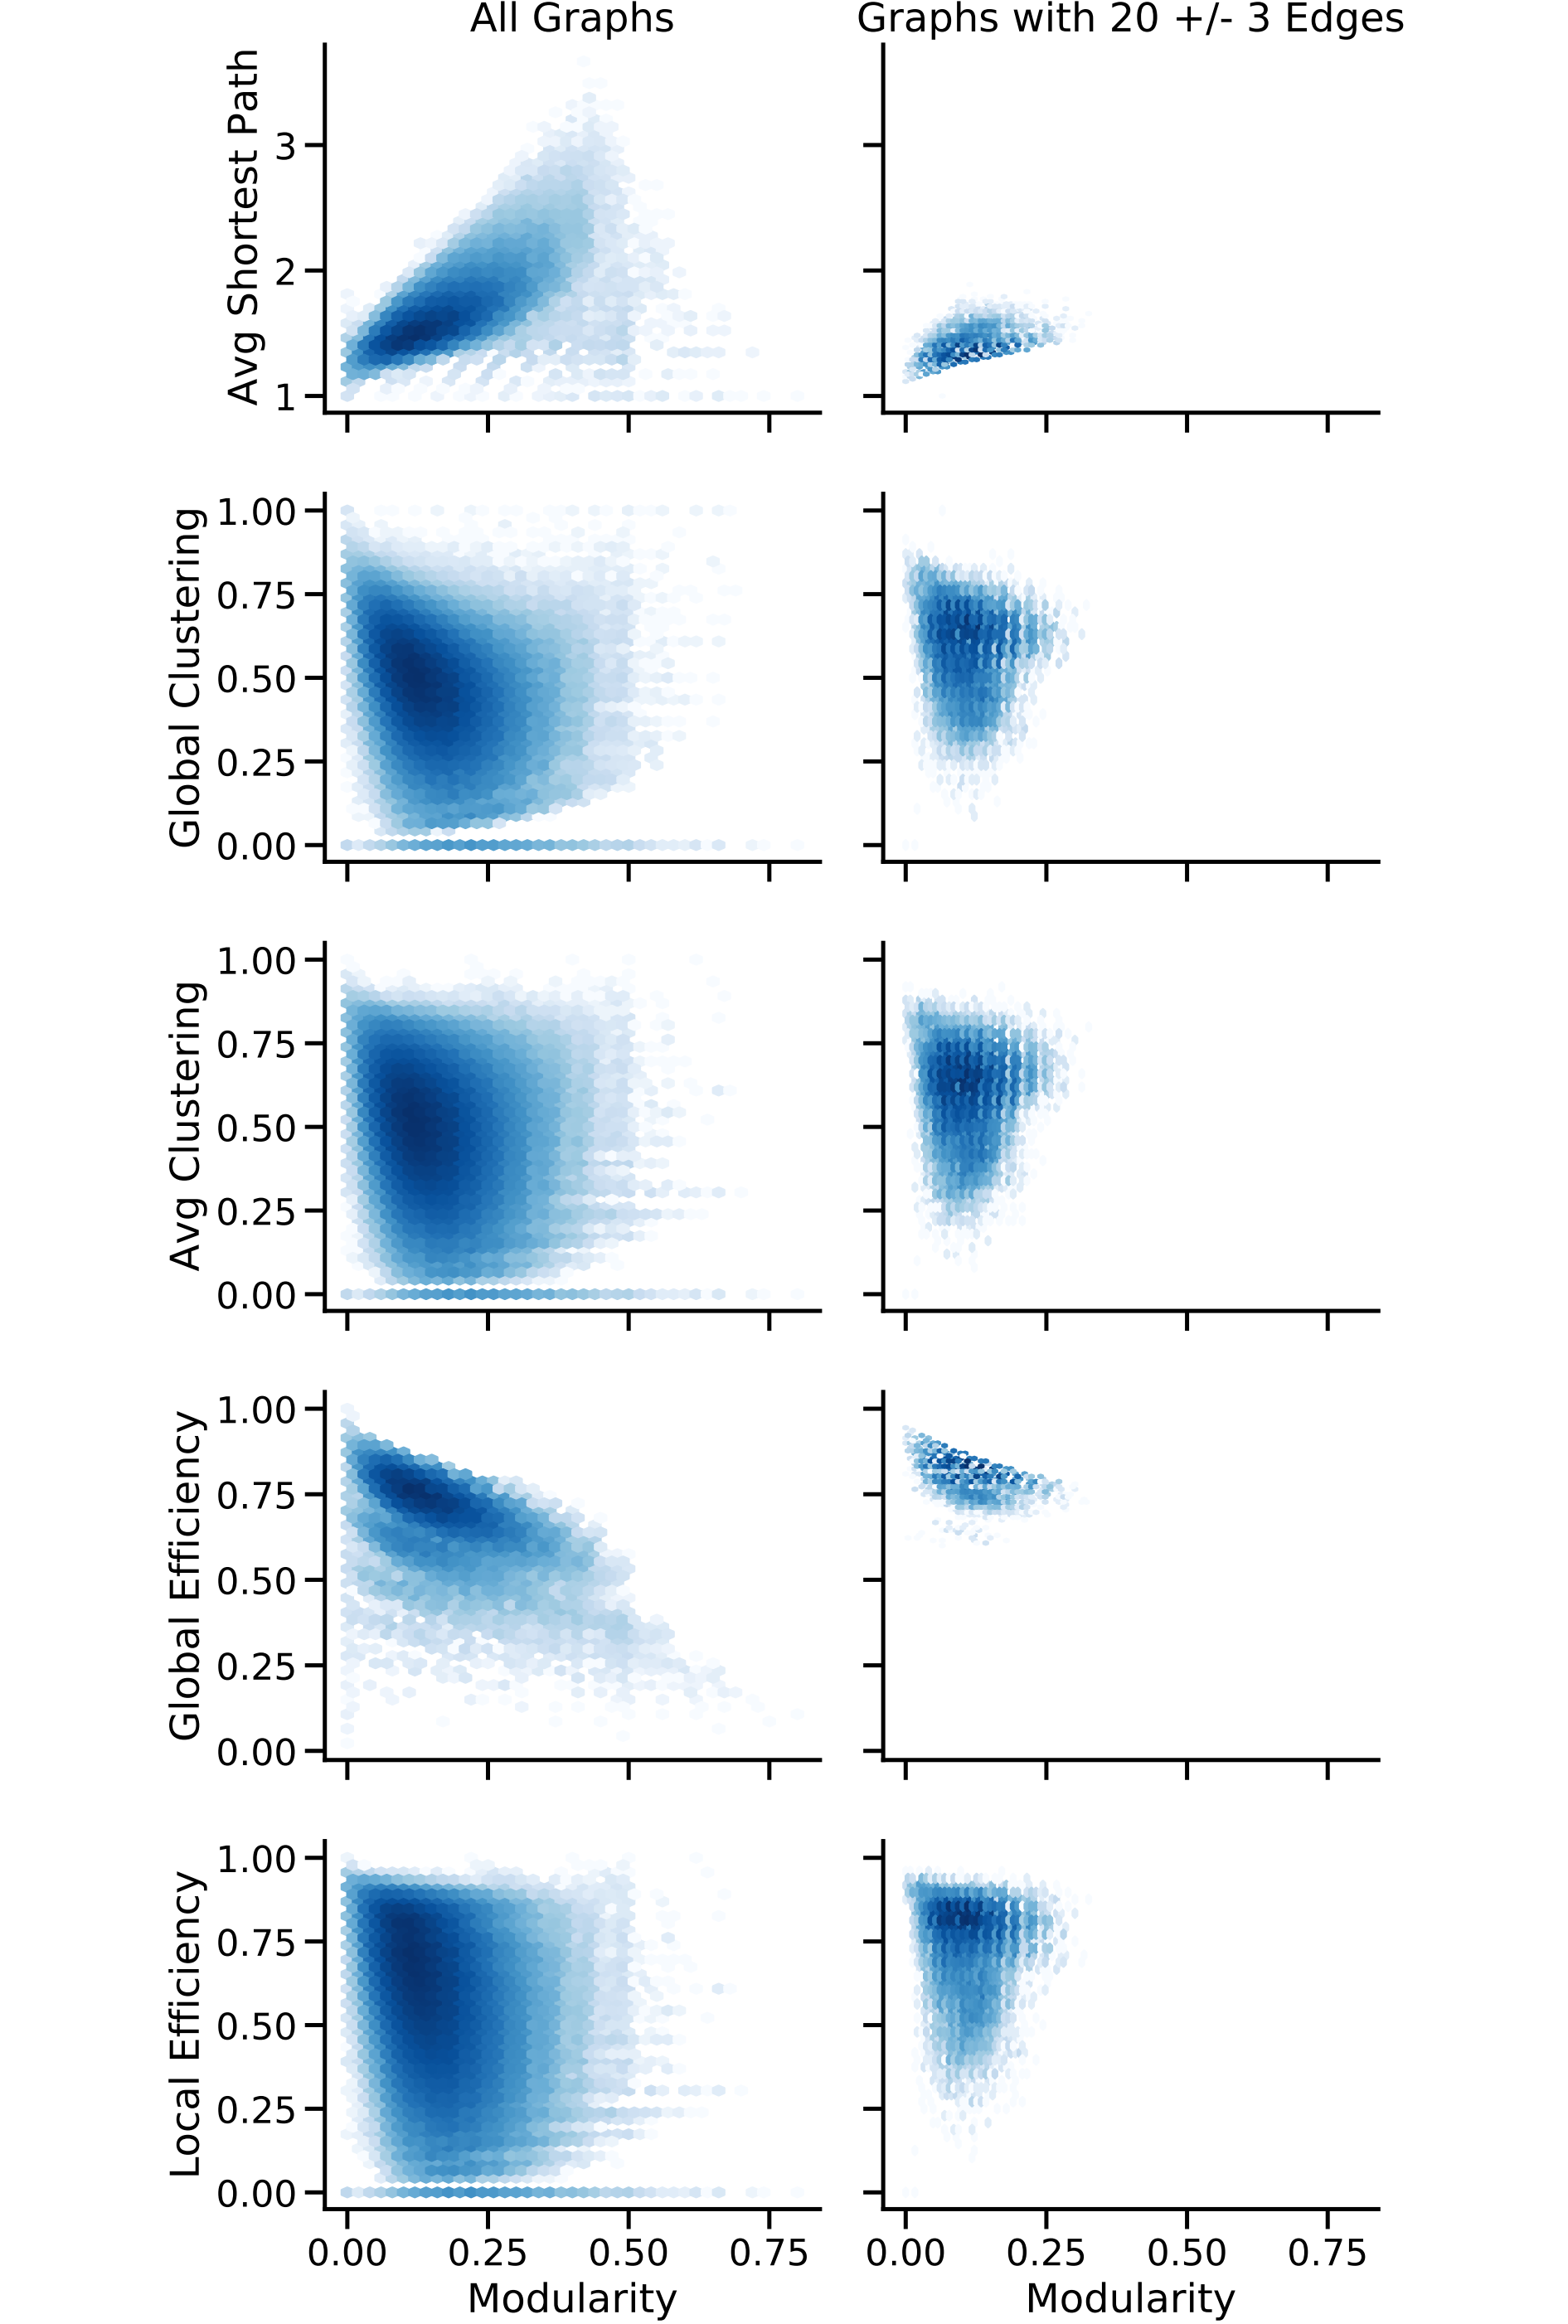 All Graphs
Graphs with 20 +/- 3 Edges
Avg Shortest Path
3
2
1
Global Clustering
1.00
0.75
0.50
0.25
0.00
Avg Clustering
1.00
0.75
0.50
0.25
0.00
Global Efficiency
1.00
0.75
0.50
0.25
0.00
Local Efficiency
1.00
0.75
0.50
0.25
0.00
0.00 0.25 0.50 0.75
0.00 0.25 0.50 0.75
Modularity
Modularity